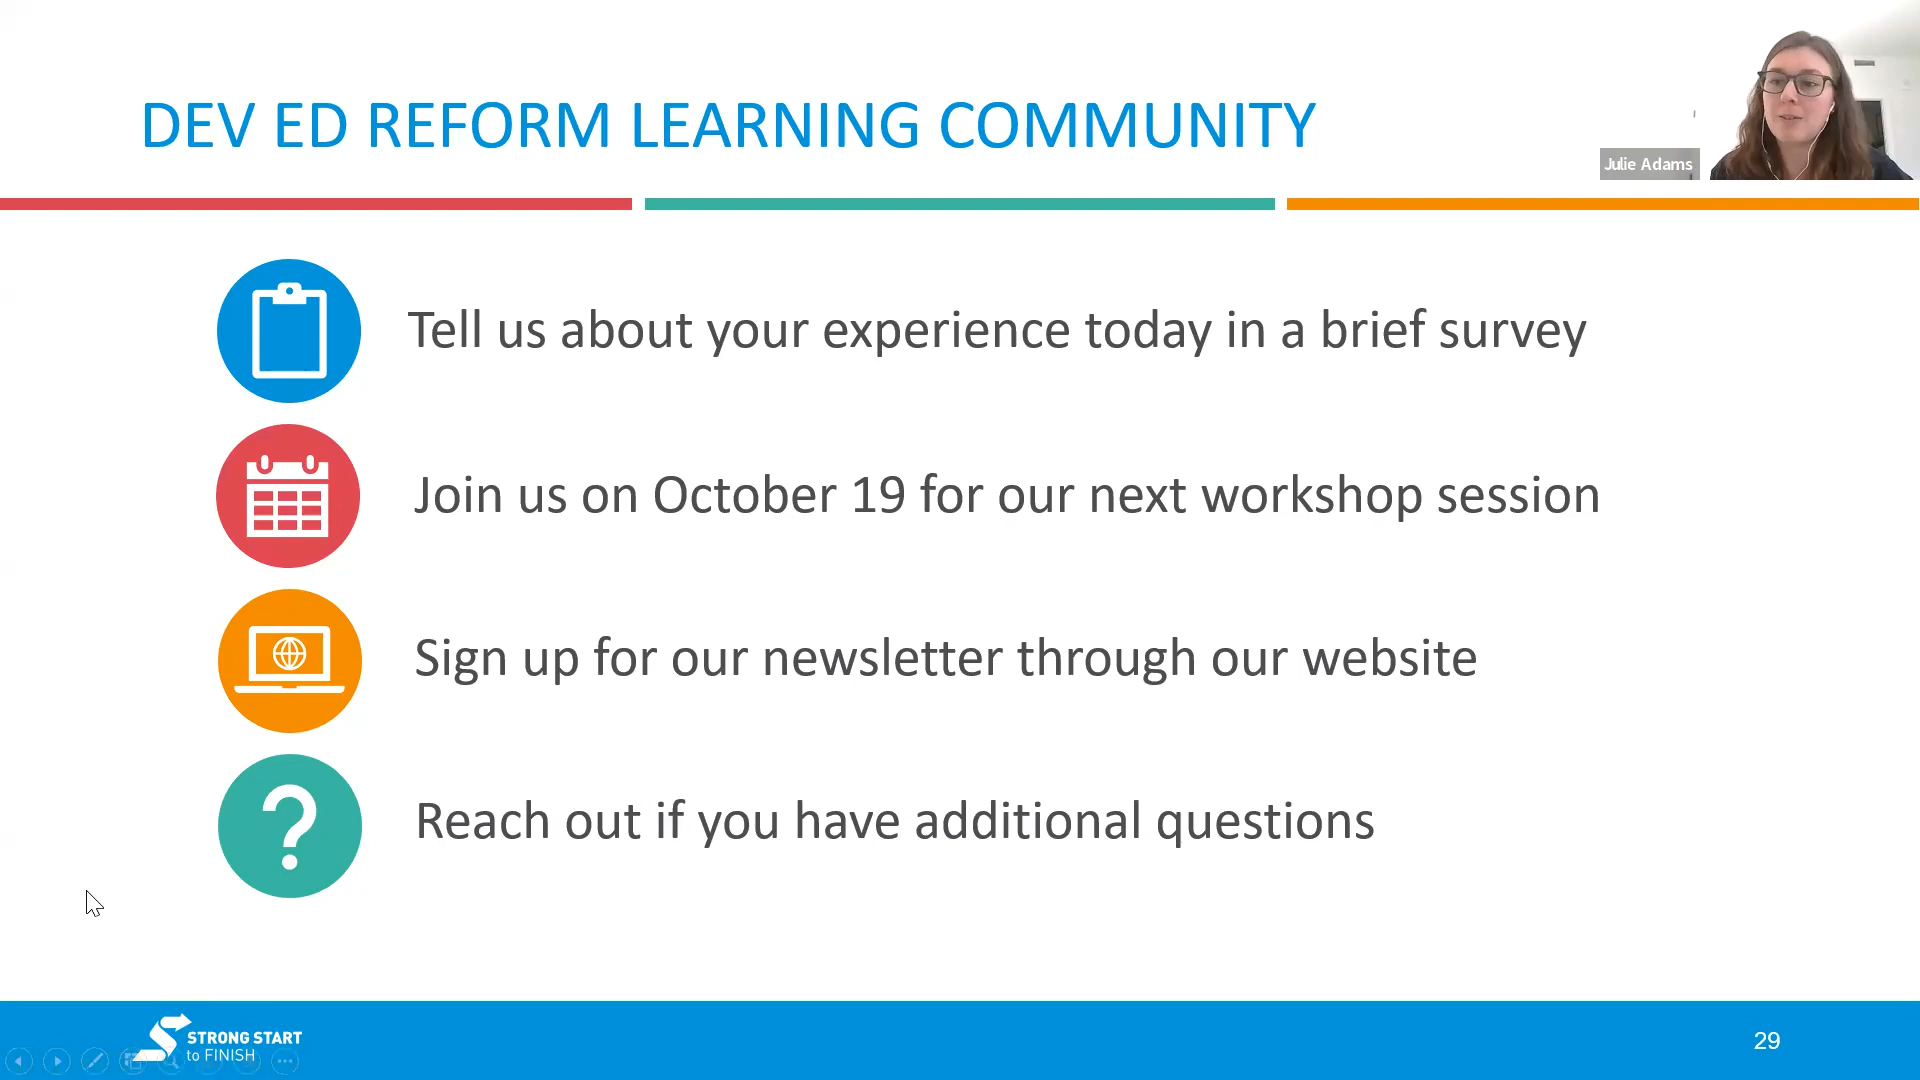 DEV ED REFORM LEARNING COMMUNITY
Julie Adams
Tell us about your experience today in a brief survey
Join us on October 19 for our next workshop session
Sign up for our newsletter through our website
?
Reach out if you have additional questions
STRONG START
to FINISH
29